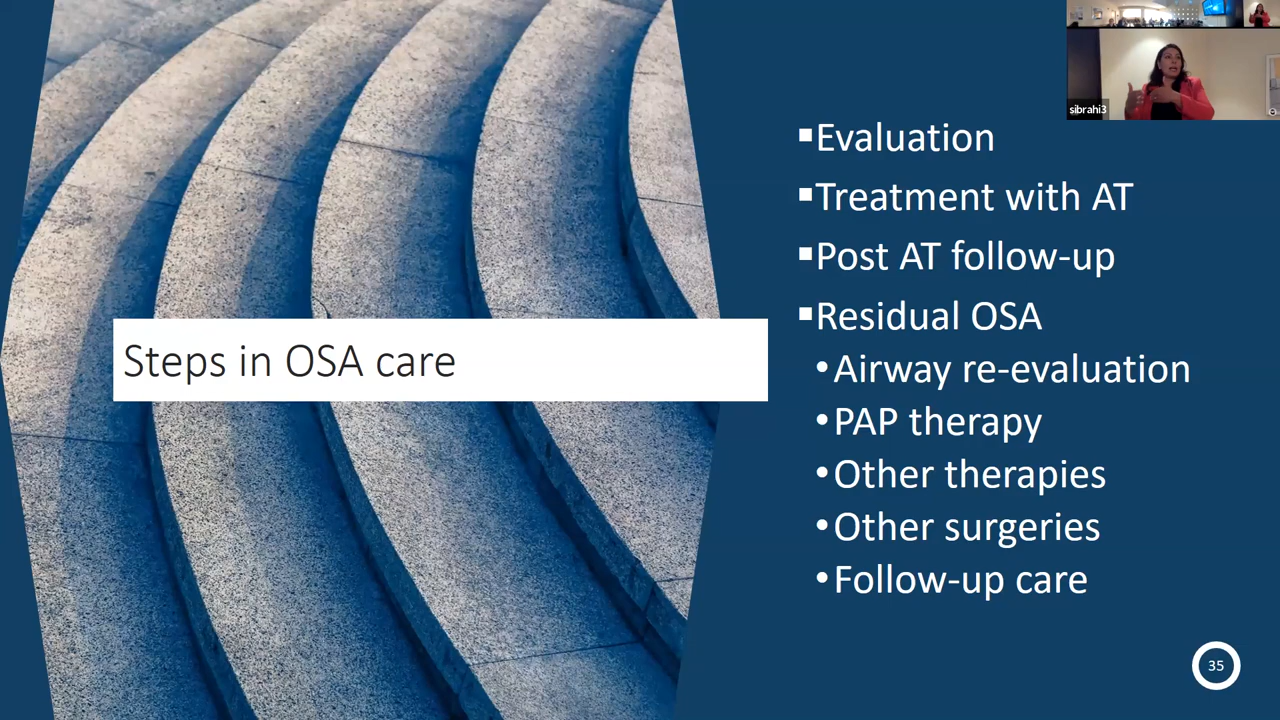 sibrahi3
▪Evaluation
▪Treatment with AT
▪Post AT follow-up
▪Residual OSA
•Airway re-evaluation
•PAP therapy
•Other therapies
•Other surgeries
•Follow-up care
Steps in OSA care
35